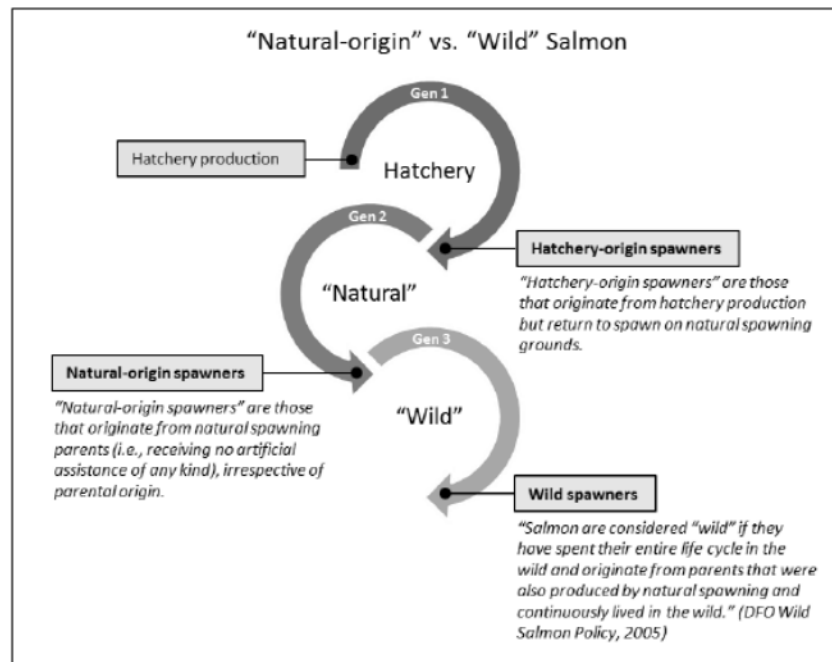 "Natural-origin" vs. "Wild" Salmon
Gen 1
Hatchery production
Hatchery
Gen 2
Hatchery-origin spawners
"Natural"
"Hatchery-origin spawners" are those
that originate from hatchery production
but return to spawn on natural spawning
grounds.
Gen 3
Natural-origin spawners
"Natural-origin spawners" are those
that originate from natural spawning
parents (i.e., receiving no artificial
assistance of any kind), irrespective of
parental origin.
"Wild"
Wild spawners
"Salmon are considered "wild" if they
have spent their entire life cycle in the
wild and originate from parents that were
also produced by natural spawning and
continuously lived in the wild." (DFO Wild
Salmon Policy, 2005)